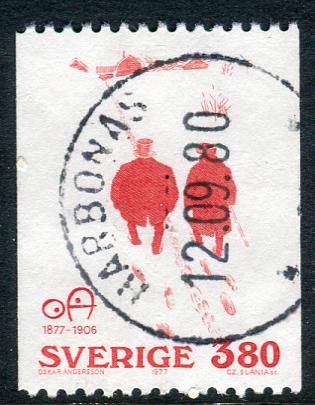 HARBONÄS
12.09.80
OA
1877-1906
SVERIGE 380
OSKAR ANDERSSON 1977 CZ. SLANIA sc.